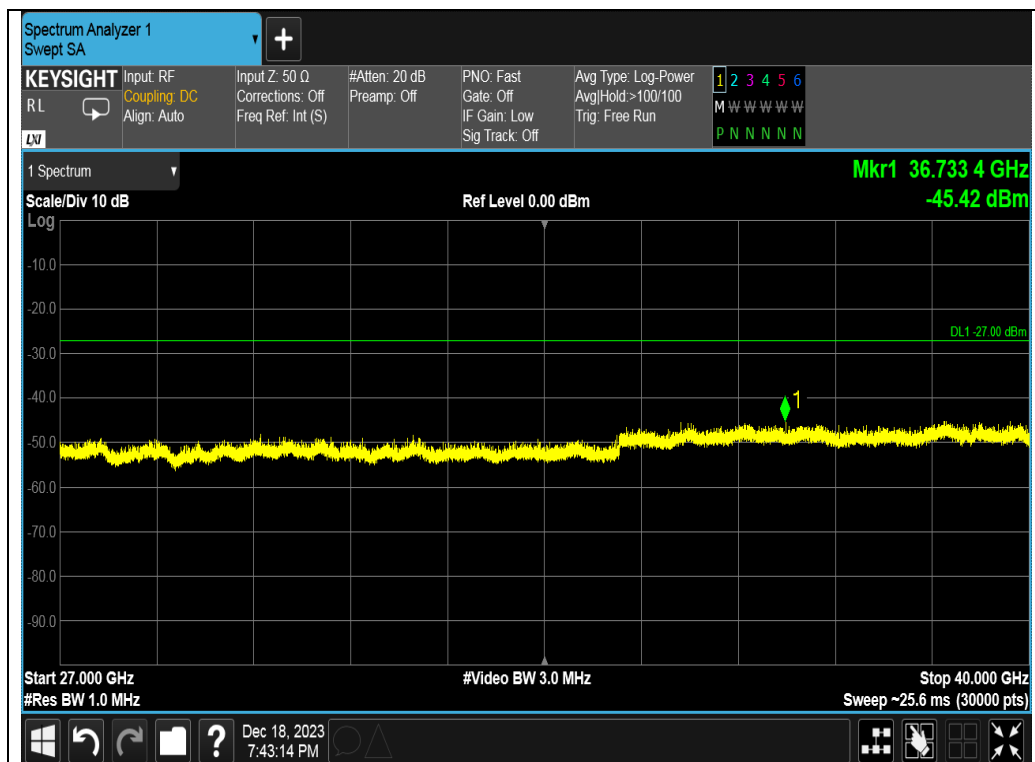 Spectrum Analyzer 1
Swept SA
+
KEYSIGHT
RL
LXI
Input: RF
Coupling: DC
Align: Auto
Input Z: 50 Ω
Corrections: Off
Freq Ref: Int (S)
#Atten: 20 dB
Preamp: Off
PNO: Fast
Gate: Off
IF Gain: Low
Sig Track: Off
Avg Type: Log-Power
Avg|Hold:>100/100
Trig: Free Run
1 2 3 4 5 6
M W W W W W
P N N N N N
1 Spectrum
Mkr1 36.733 4 GHz
-45.42 dBm
Scale/Div 10 dB
Ref Level 0.00 dBm
Log
-10.0
-20.0
DL1 -27.00 dBm
-30.0
-40.0
1
-50.0
-60.0
-70.0
-80.0
-90.0
Start 27.000 GHz
#Video BW 3.0 MHz
Stop 40.000 GHz
#Res BW 1.0 MHz
Sweep ~25.6 ms (30000 pts)
?
Dec 18, 2023
7:43:14 PM